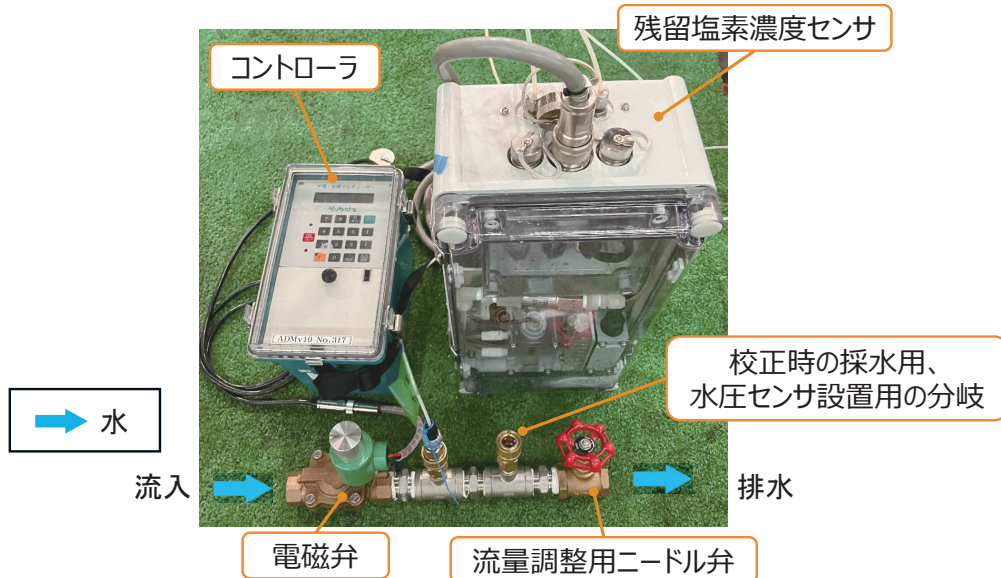 残留塩素濃度センサ
コントローラ
Kubota
ADMv10 No.317
校正時の採水用、
水圧センサ設置用の分岐
水
流入
排水
電磁弁
流量調整用ニードル弁